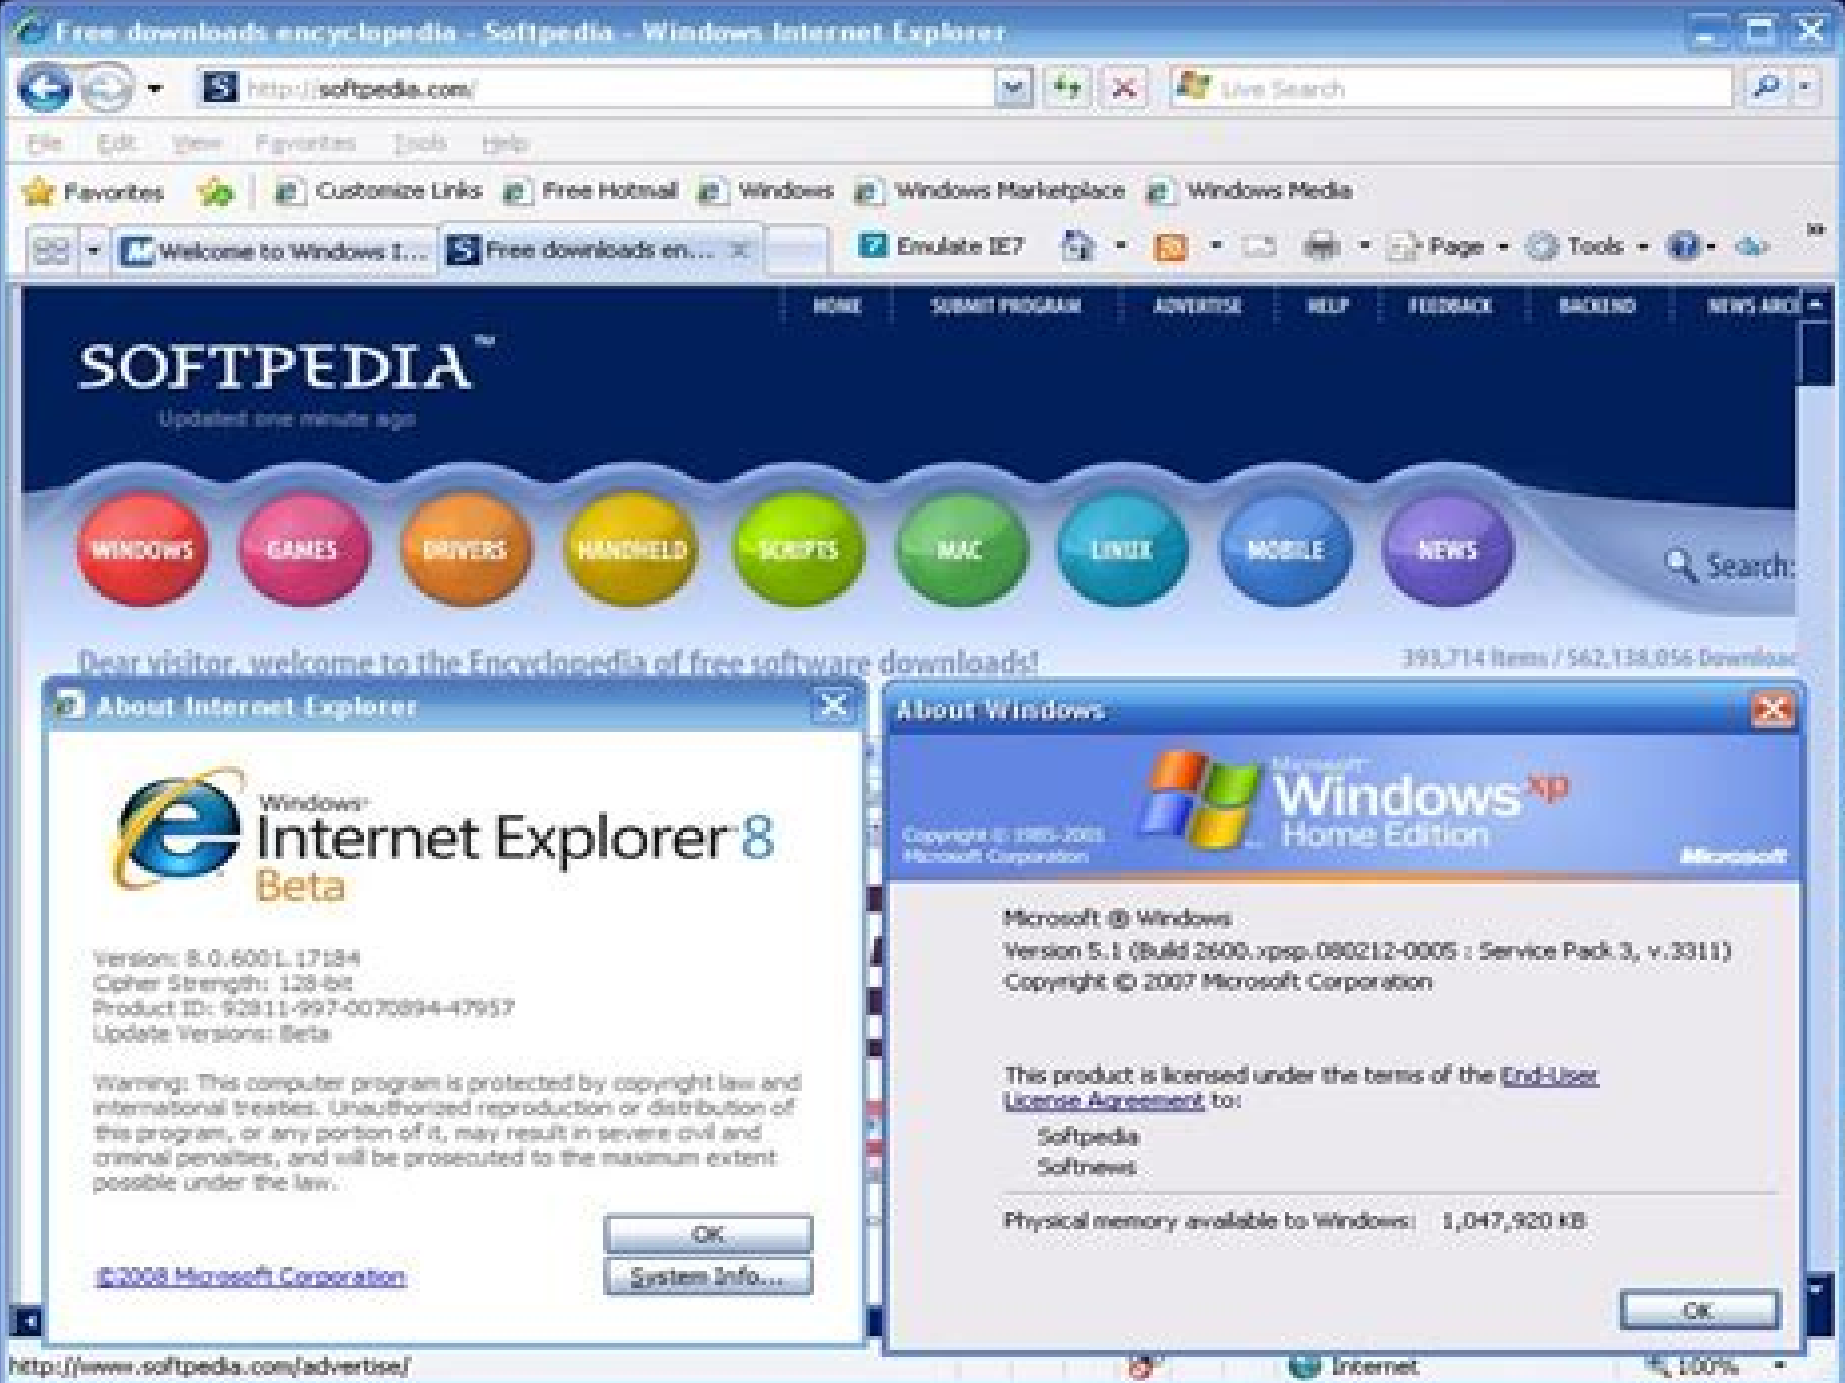 Free downloads encyclopedia - Softpedia - Windows Internet Explorer
http://softpedia.com/
Live Search
File Edit View Favorites Tools Help
Favorites Customize Links Free Hotmail Windows Windows Marketplace Windows Media
Welcome to Windows I... Free downloads en... Emulate IE7 Page Tools
HOME SUBMIT PROGRAM ADVERTISE HELP FEEDBACK BACKEND NEWS ARCI
SOFTPEDIA™
Updated one minute ago
WINDOWS GAMES DRIVERS HANDHELD SCRIPTS MAC LINUX MOBILE NEWS
Search:
Dear visitor, welcome to the Encyclopedia of free software downloads!
393,714 items / 562,138,056 Downloac
About Internet Explorer
Windows
Internet Explorer 8
Beta
Version: 8.0.6001.17184
Cipher Strength: 128-bit
Product ID: 92811-997-0070894-47957
Update Versions: Beta
Warning: This computer program is protected by copyright law and
international treaties. Unauthorized reproduction or distribution of
this program, or any portion of it, may result in severe civil and
criminal penalties, and will be prosecuted to the maximum extent
possible under the law.
OK
©2008 Microsoft Corporation
System Info...
About Windows
Copyright © 1985-2001
Microsoft Corporation
Microsoft
Windows xp
Home Edition
Microsoft
Microsoft ® Windows
Version 5.1 (Build 2600.xpsp.080212-0005 : Service Pack 3, v.3311)
Copyright © 2007 Microsoft Corporation
This product is licensed under the terms of the End-User
License Agreement to:
Softpedia
Softnews
Physical memory available to Windows: 1,047,920 KB
OK
http://www.softpedia.com/advertise/
Internet
100%